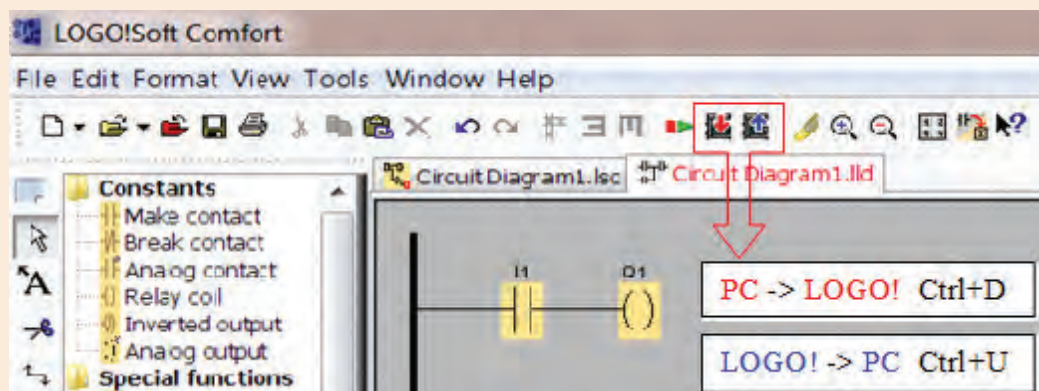 LOGO!Soft Comfort
File Edit Format View Tools Window Help
Circuit Diagram1.lsc
Circuit Diagram1.lld
Constants
Make contact
Break contact
Analog contact
Relay coil
Inverted output
Analog output
Special functions
A
I1
Q1
PC -> LOGO! Ctrl+D
LOGO! -> PC Ctrl+U